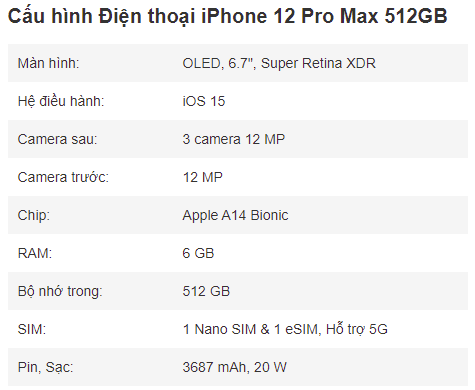 Cấu hình Điện thoại iPhone 12 Pro Max 512GB
Màn hình: OLED, 6.7", Super Retina XDR
Hệ điều hành: iOS 15
Camera sau: 3 camera 12 MP
Camera trước: 12 MP
Chip: Apple A14 Bionic
RAM: 6 GB
Bộ nhớ trong: 512 GB
SIM: 1 Nano SIM & 1 eSIM, Hỗ trợ 5G
Pin, Sạc: 3687 mAh, 20 W